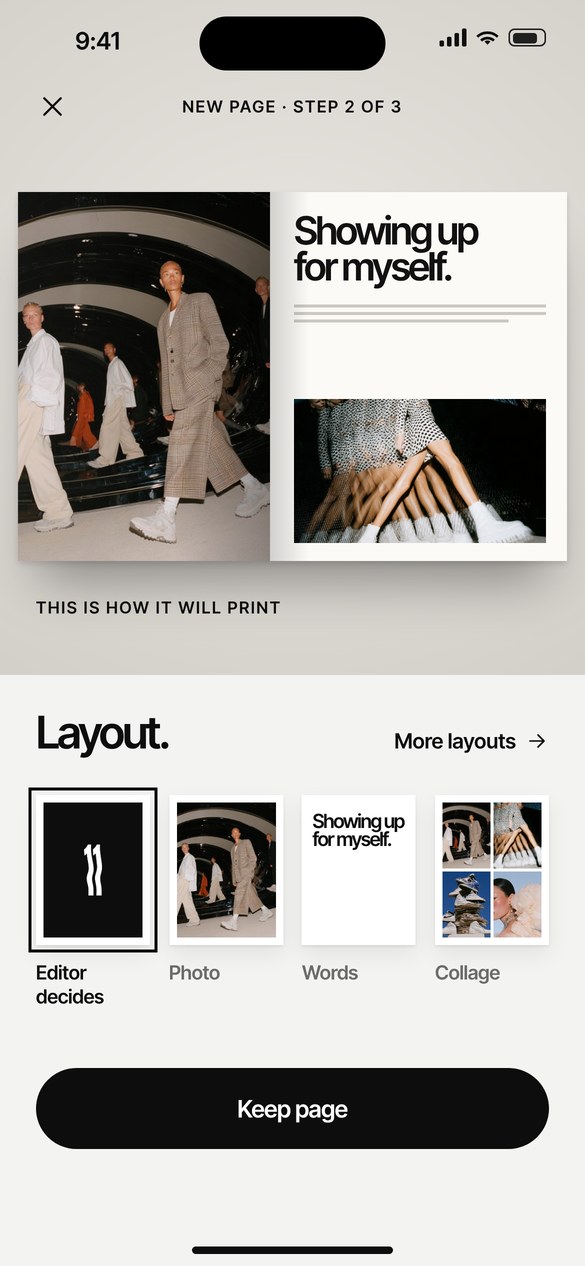 9:41
NEW PAGE · STEP 2 OF 3
Showing up
for myself.
THIS IS HOW IT WILL PRINT
Layout.
More layouts →
11
Showing up
for myself.
Editor
decides
Photo
Words
Collage
Keep page